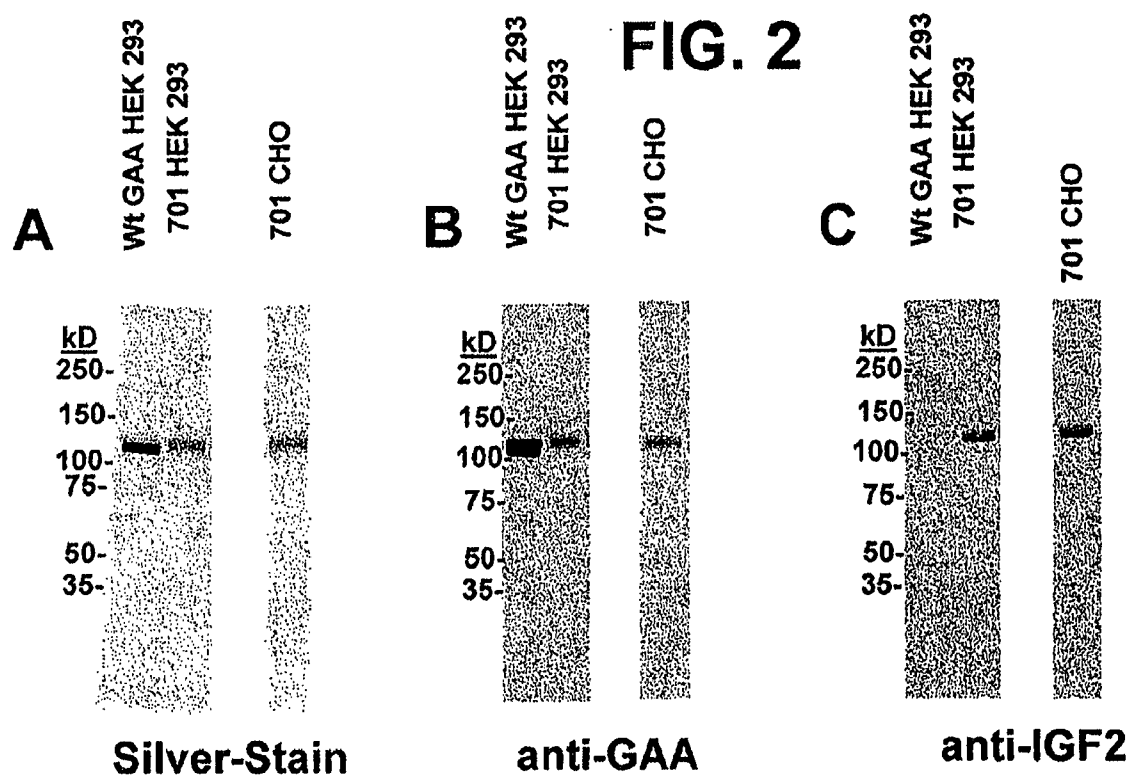 FIG. 2
A
Wt GAA HEK 293
701 HEK 293
701 CHO
kD
250-
150-
100-
75-
50-
35-
Silver-Stain
B
Wt GAA HEK 293
701 HEK 293
701 CHO
kD
250-
150-
100-
75-
50-
35-
anti-GAA
C
Wt GAA HEK 293
701 HEK 293
701 CHO
kD
250-
150-
100-
75-
50-
35-
anti-IGF2